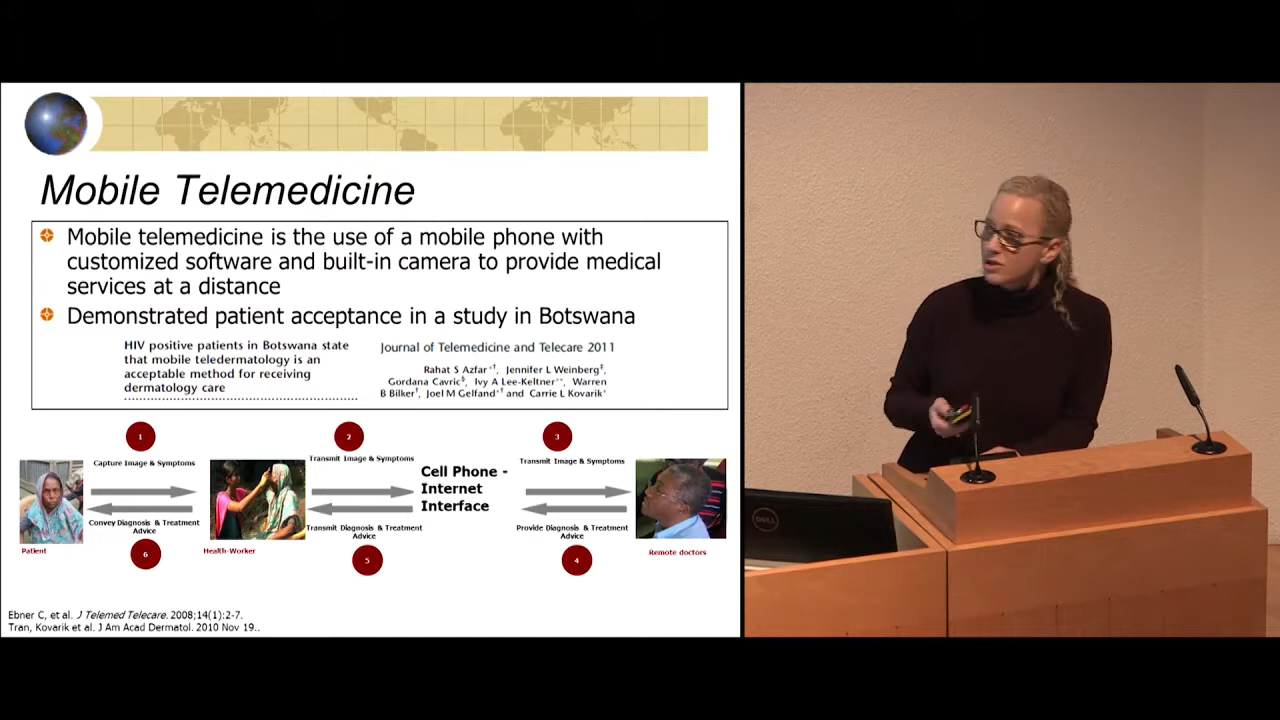 Mobile Telemedicine
Mobile telemedicine is the use of a mobile phone with
customized software and built-in camera to provide medical
services at a distance
Demonstrated patient acceptance in a study in Botswana
HIV positive patients in Botswana state
that mobile teledermatology is an
acceptable method for receiving
dermatology care
Journal of Telemedicine and Telecare 2011
Rahat S Azfar*†, Jennifer L Weinberg‡,
Gordana Cavric§, Ivy A Lee-Keltner**, Warren
B Bilker†, Joel M Gelfand*† and Carrie L Kovarik*
1
2
3
Capture Image & Symptoms
Transmit Image & Symptoms
Transmit Image & Symptoms
Cell Phone -
Internet
Interface
Convey Diagnosis & Treatment
Advice
Transmit Diagnosis & Treatment
Advice
Provide Diagnosis & Treatment
Advice
Patient
Health-Worker
Remote doctors
6
5
4
Ebner C, et al. J Telemed Telecare. 2008;14(1):2-7.
Tran, Kovarik et al. J Am Acad Dermatol. 2010 Nov 19..
DELL